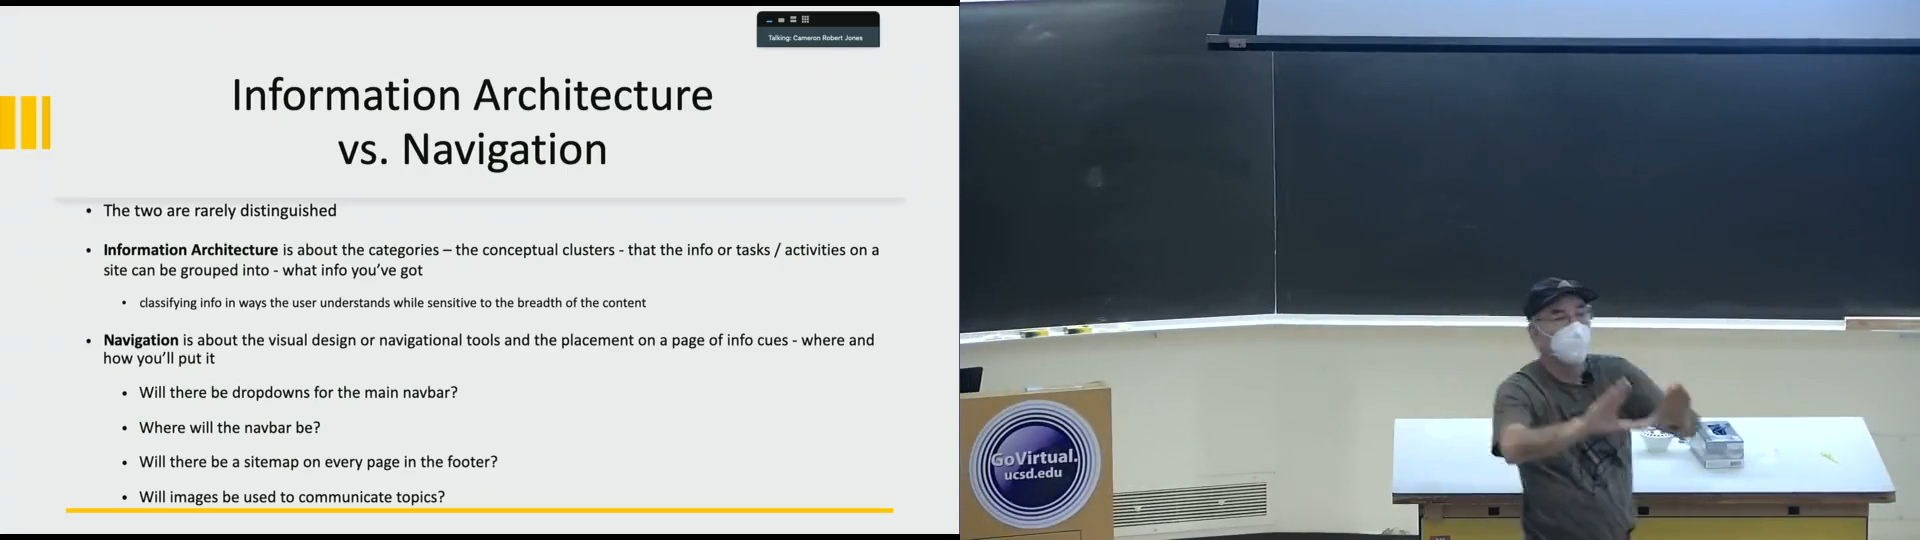 Talking: Cameron Robert Jones
Information Architecture
vs. Navigation
• The two are rarely distinguished
• Information Architecture is about the categories – the conceptual clusters - that the info or tasks / activities on a
site can be grouped into - what info you've got
• classifying info in ways the user understands while sensitive to the breadth of the content
• Navigation is about the visual design or navigational tools and the placement on a page of info cues - where and
how you'll put it
• Will there be dropdowns for the main navbar?
• Where will the navbar be?
• Will there be a sitemap on every page in the footer?
• Will images be used to communicate topics?
GoVirtual.
ucsd.edu